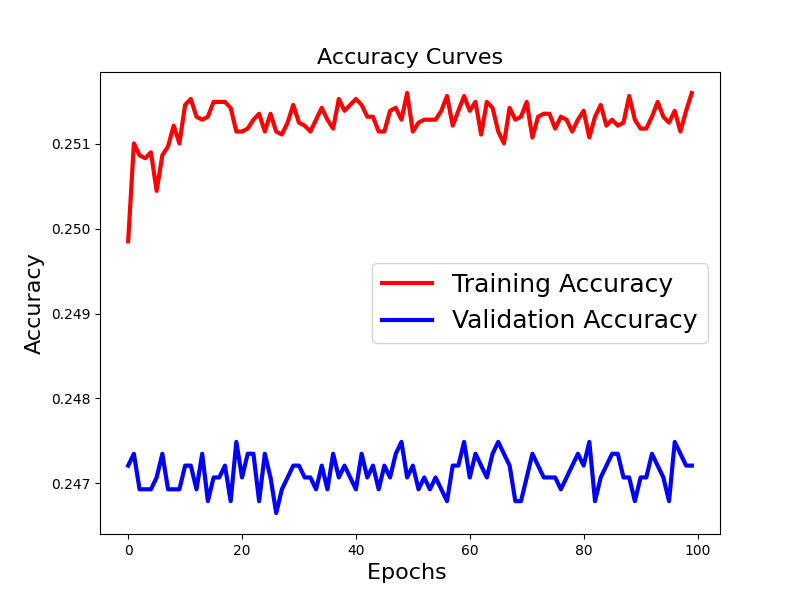 Accuracy Curves
Accuracy
0.251
0.250
0.249
0.248
0.247
Training Accuracy
Validation Accuracy
0 20 40 60 80 100
Epochs